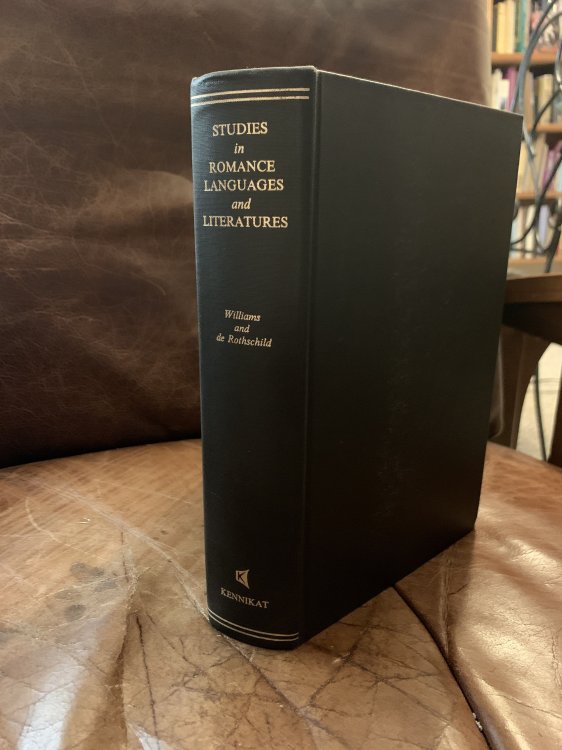 STUDIES
in
ROMANCE
LANGUAGES
and
LITERATURES
Williams
and
de Rothschild
KENNIKAT